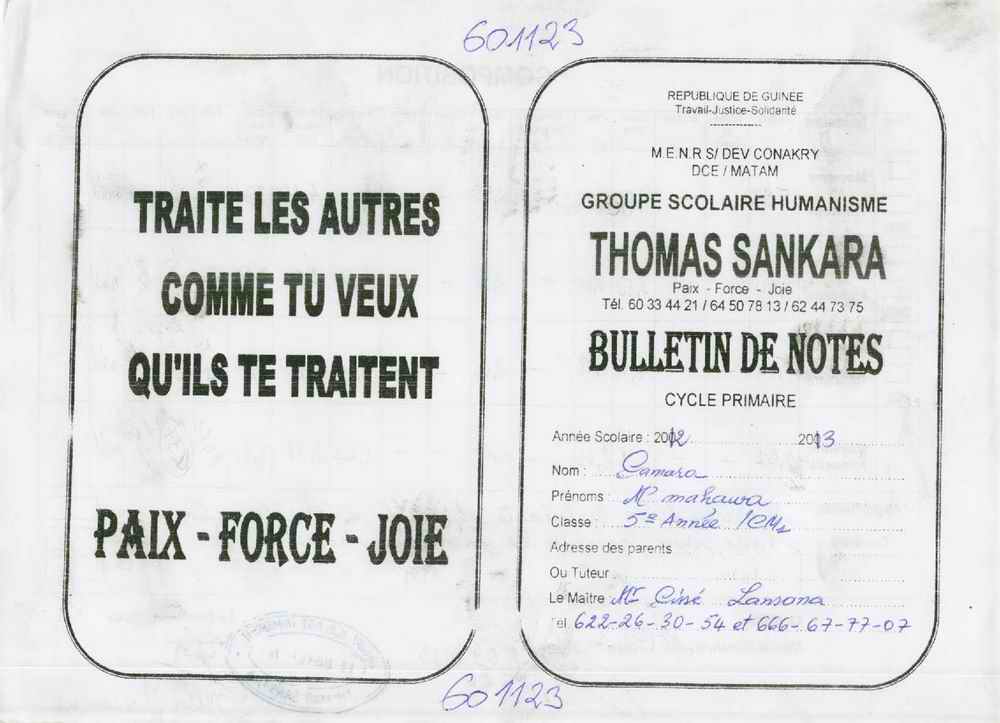 601123
TRAITE LES AUTRES
COMME TU VEUX
QU'ILS TE TRAITENT
PAIX - FORCE - JOIE
REPUBLIQUE DE GUINEE
Travail-Justice-Solidarité
M.E.N.R S/ DEV CONAKRY
DCE / MATAM
GROUPE SCOLAIRE HUMANISME
THOMAS SANKARA
Paix - Force - Joie
Tél. 60 33 44 21 / 64 50 78 13 / 62 44 73 75
BULLETIN DE NOTES
CYCLE PRIMAIRE
Année Scolaire : 2012 2013
Nom : Camara
Prénoms : Mmahawa
Classe : 5e Année /CM1
Adresse des parents
Ou Tuteur
Le Maître Mr Cissé Lansana
Tél 622-26-30-54 et 666-67-77-07
601123